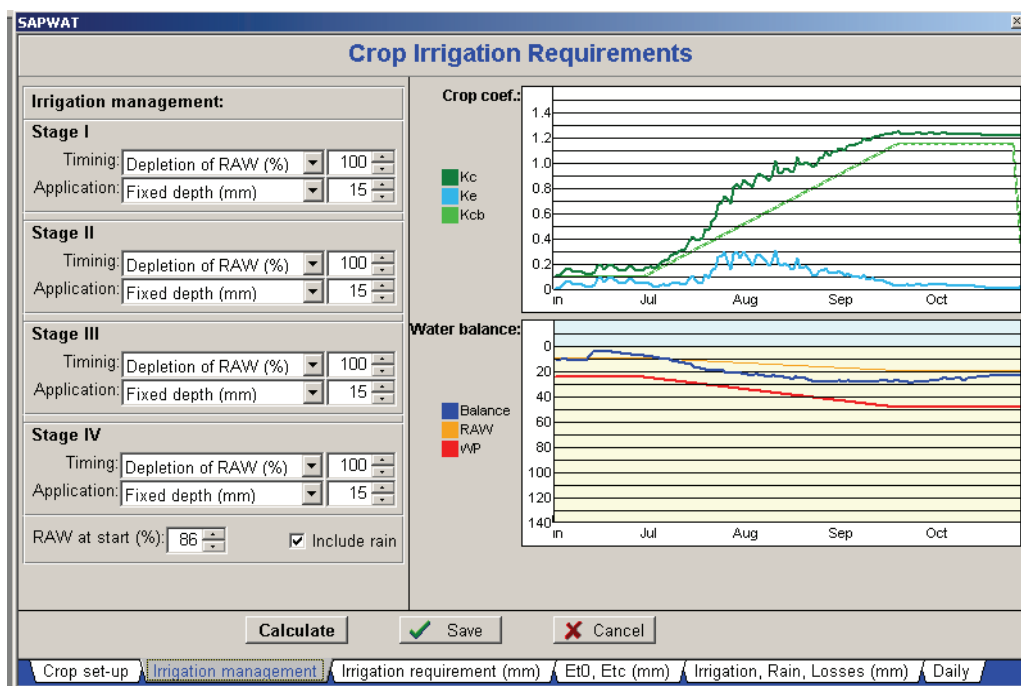 SAPWAT
Crop Irrigation Requirements
Irrigation management:
Stage I
Timinig: Depletion of RAW (%) 100
Application: Fixed depth (mm) 15
Stage II
Timinig: Depletion of RAW (%) 100
Application: Fixed depth (mm) 15
Stage III
Timinig: Depletion of RAW (%) 100
Application: Fixed depth (mm) 15
Stage IV
Timing: Depletion of RAW (%) 100
Application: Fixed depth (mm) 15
RAW at start (%): 86 Include rain
Crop coef.:
1.4
1.2
1.0
0.8
0.6
0.4
0.2
0
Kc
Ke
Kcb
in Jul Aug Sep Oct
Water balance:
0
20
40
60
80
100
120
140
Balance
RAW
WP
in Jul Aug Sep Oct
Calculate Save Cancel
Crop set-up Irrigation management Irrigation requirement (mm) Et0, Etc (mm) Irrigation, Rain, Losses (mm) Daily